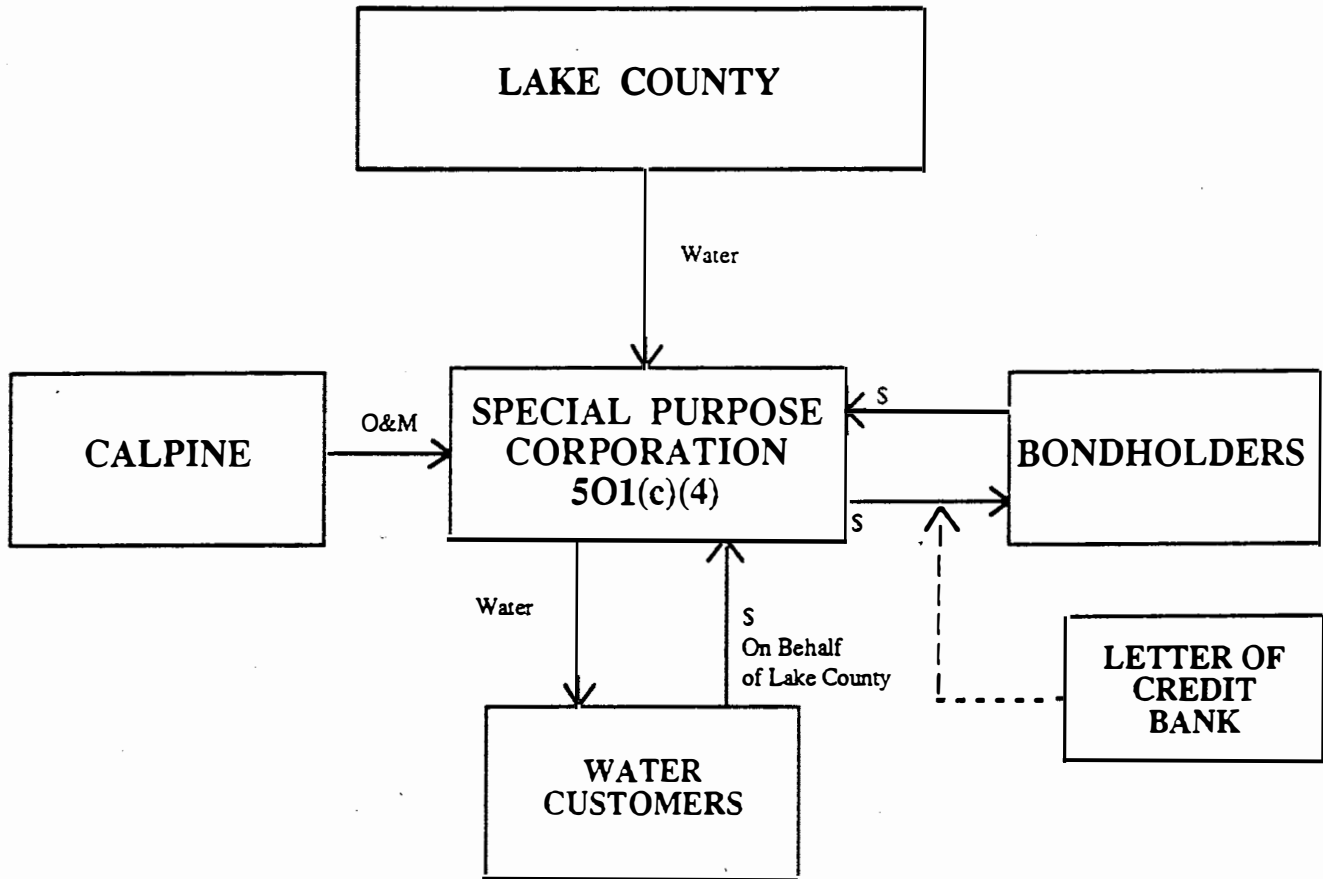 LAKE COUNTY
Water
CALPINE
O&M
SPECIAL PURPOSE
CORPORATION
501(c)(4)
S
S
BONDHOLDERS
Water
S
On Behalf
of Lake County
LETTER OF
CREDIT
BANK
WATER
CUSTOMERS